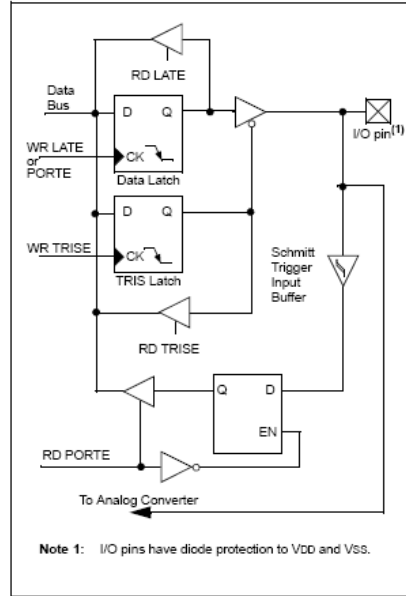 RD LATE
Data
Bus
D Q
I/O pin(1)
WR LATE
or
PORTE
CK
Data Latch
D Q
WR TRISE
CK
TRIS Latch
Schmitt
Trigger
Input
Buffer
RD TRISE
Q D
EN
RD PORTE
To Analog Converter
Note 1: I/O pins have diode protection to VDD and VSS.